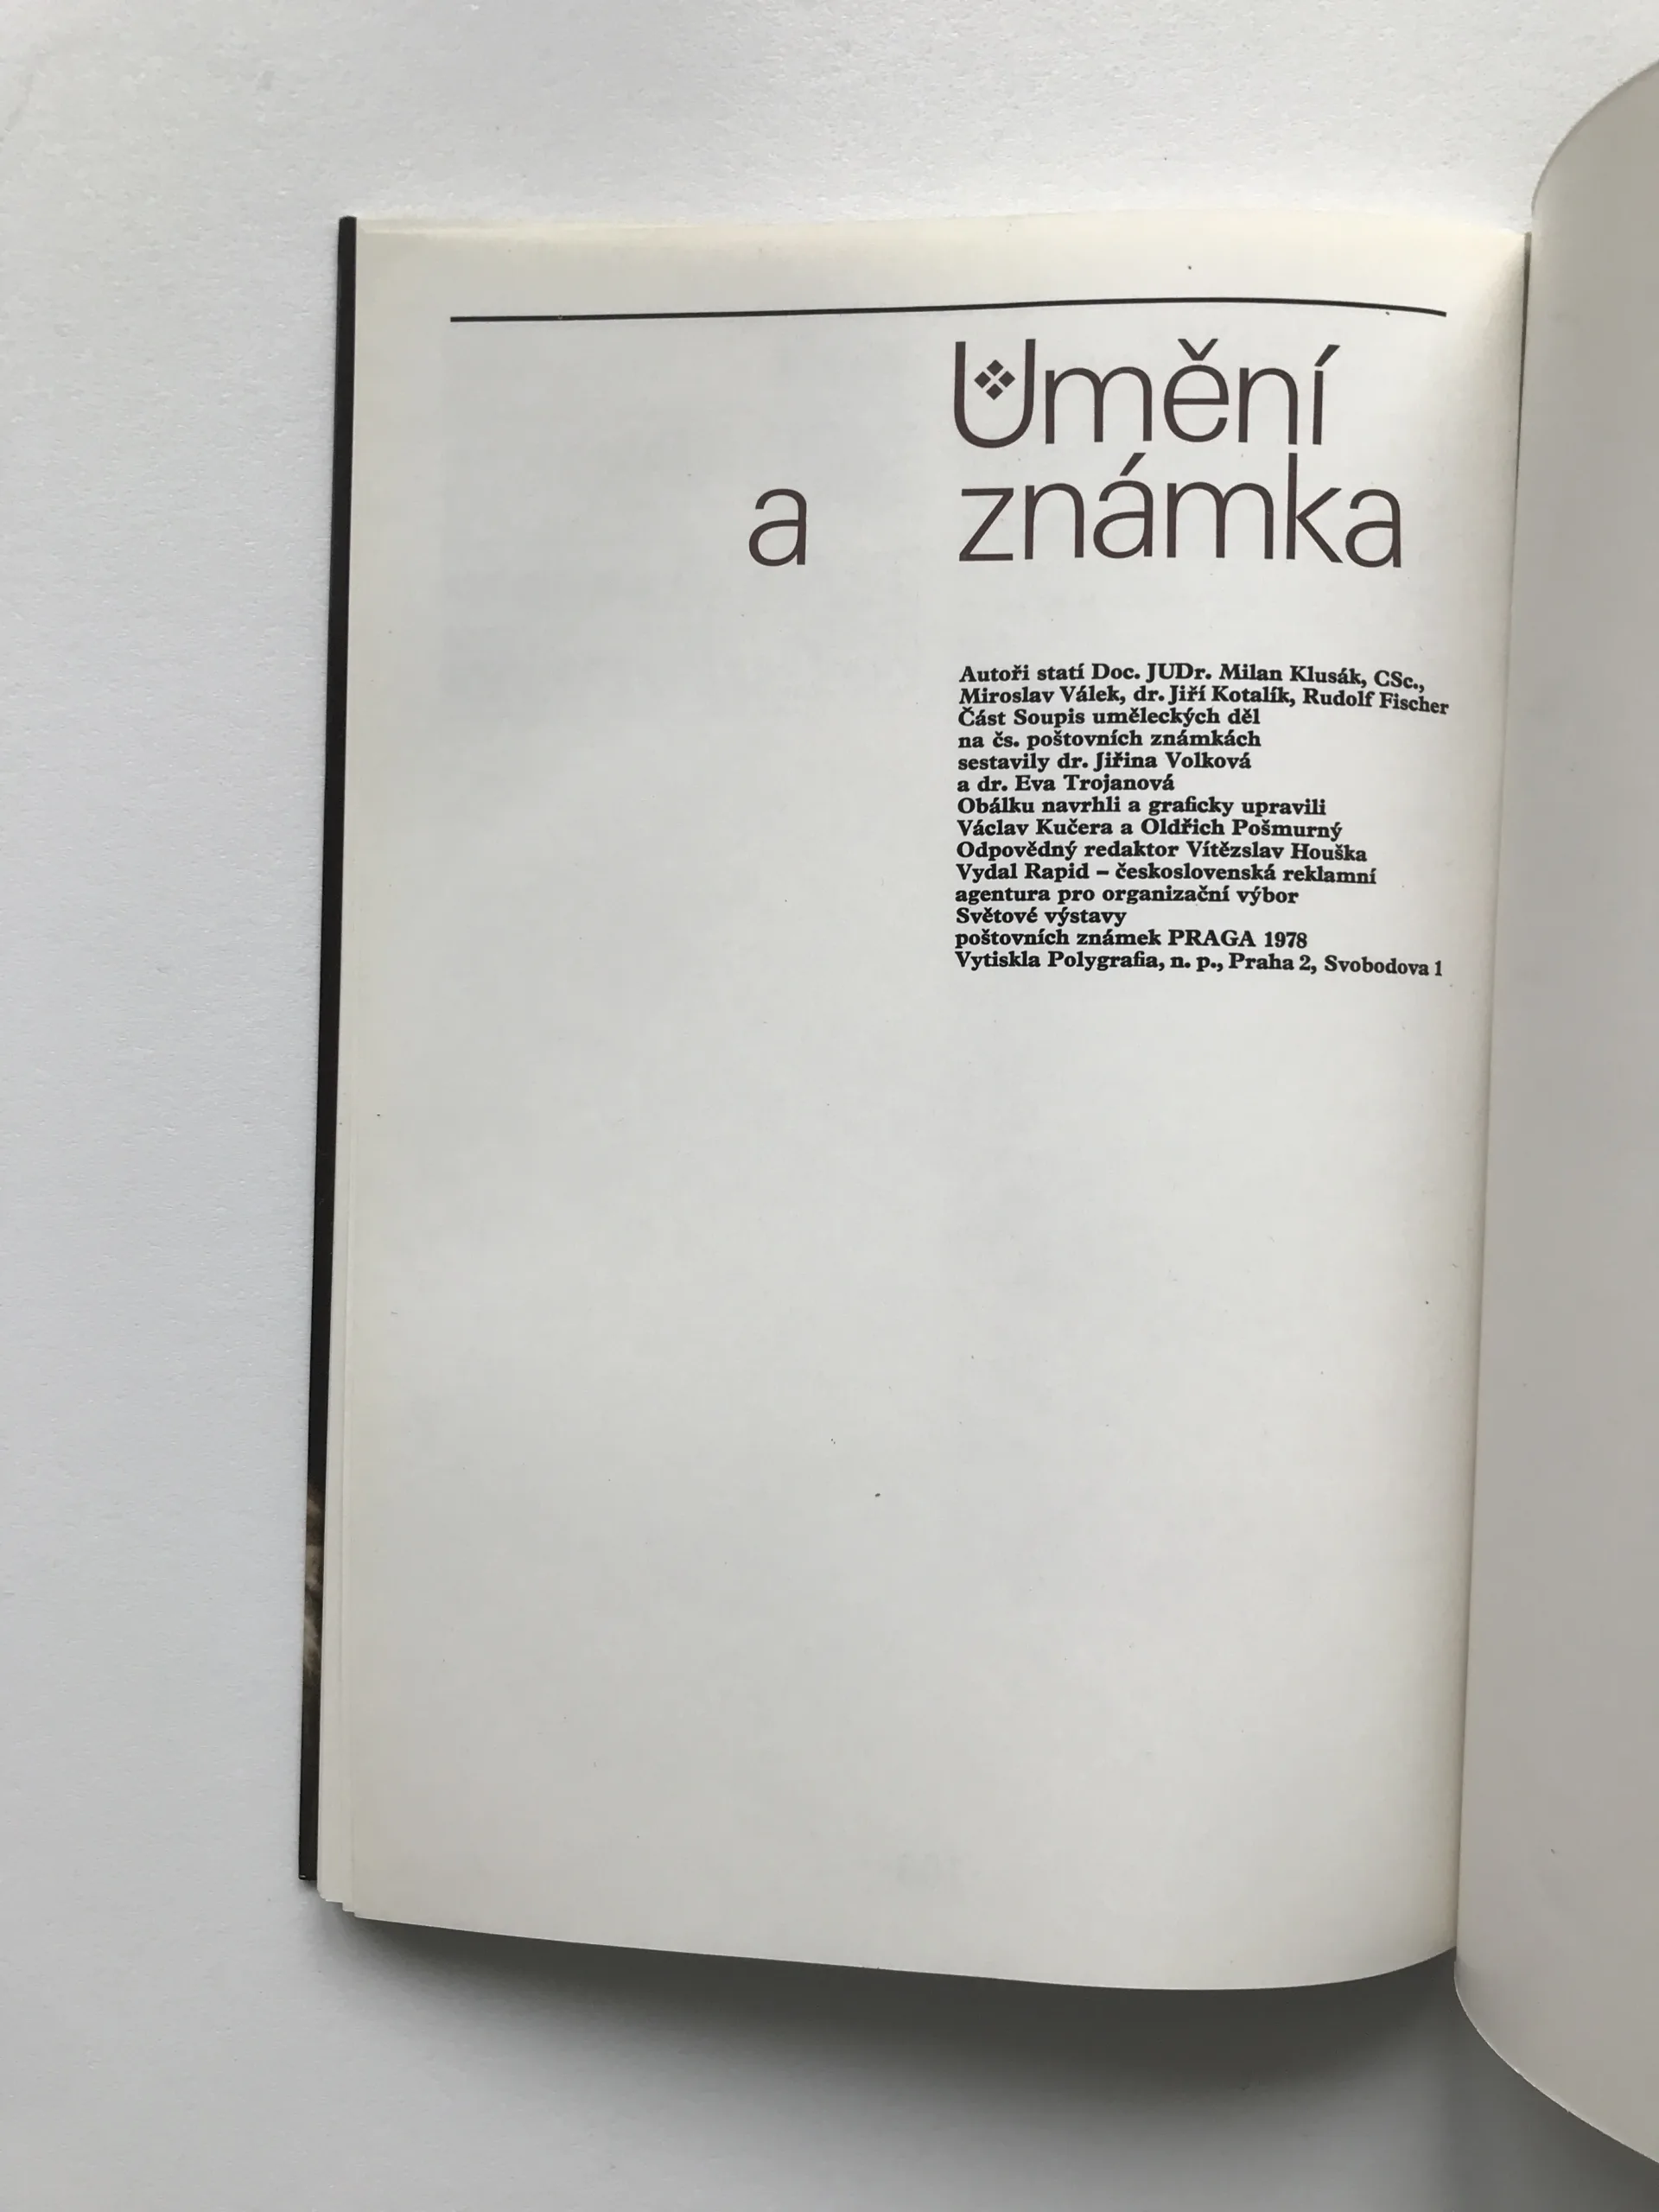 Umění
a známka
Autoři statí Doc. JUDr. Milan Klusák, CSc.,
Miroslav Válek, dr. Jiří Kotalík, Rudolf Fischer
Část Soupis uměleckých děl
na čs. poštovních známkách
sestavily dr. Jiřina Volková
a dr. Eva Trojanová
Obálku navrhli a graficky upravili
Václav Kučera a Oldřich Pošmurný
Odpovědný redaktor Vítězslav Houška
Vydal Rapid – československá reklamní
agentura pro organizační výbor
Světové výstavy
poštovních známek PRAGA 1978
Vytiskla Polygrafia, n. p., Praha 2, Svobodova 1